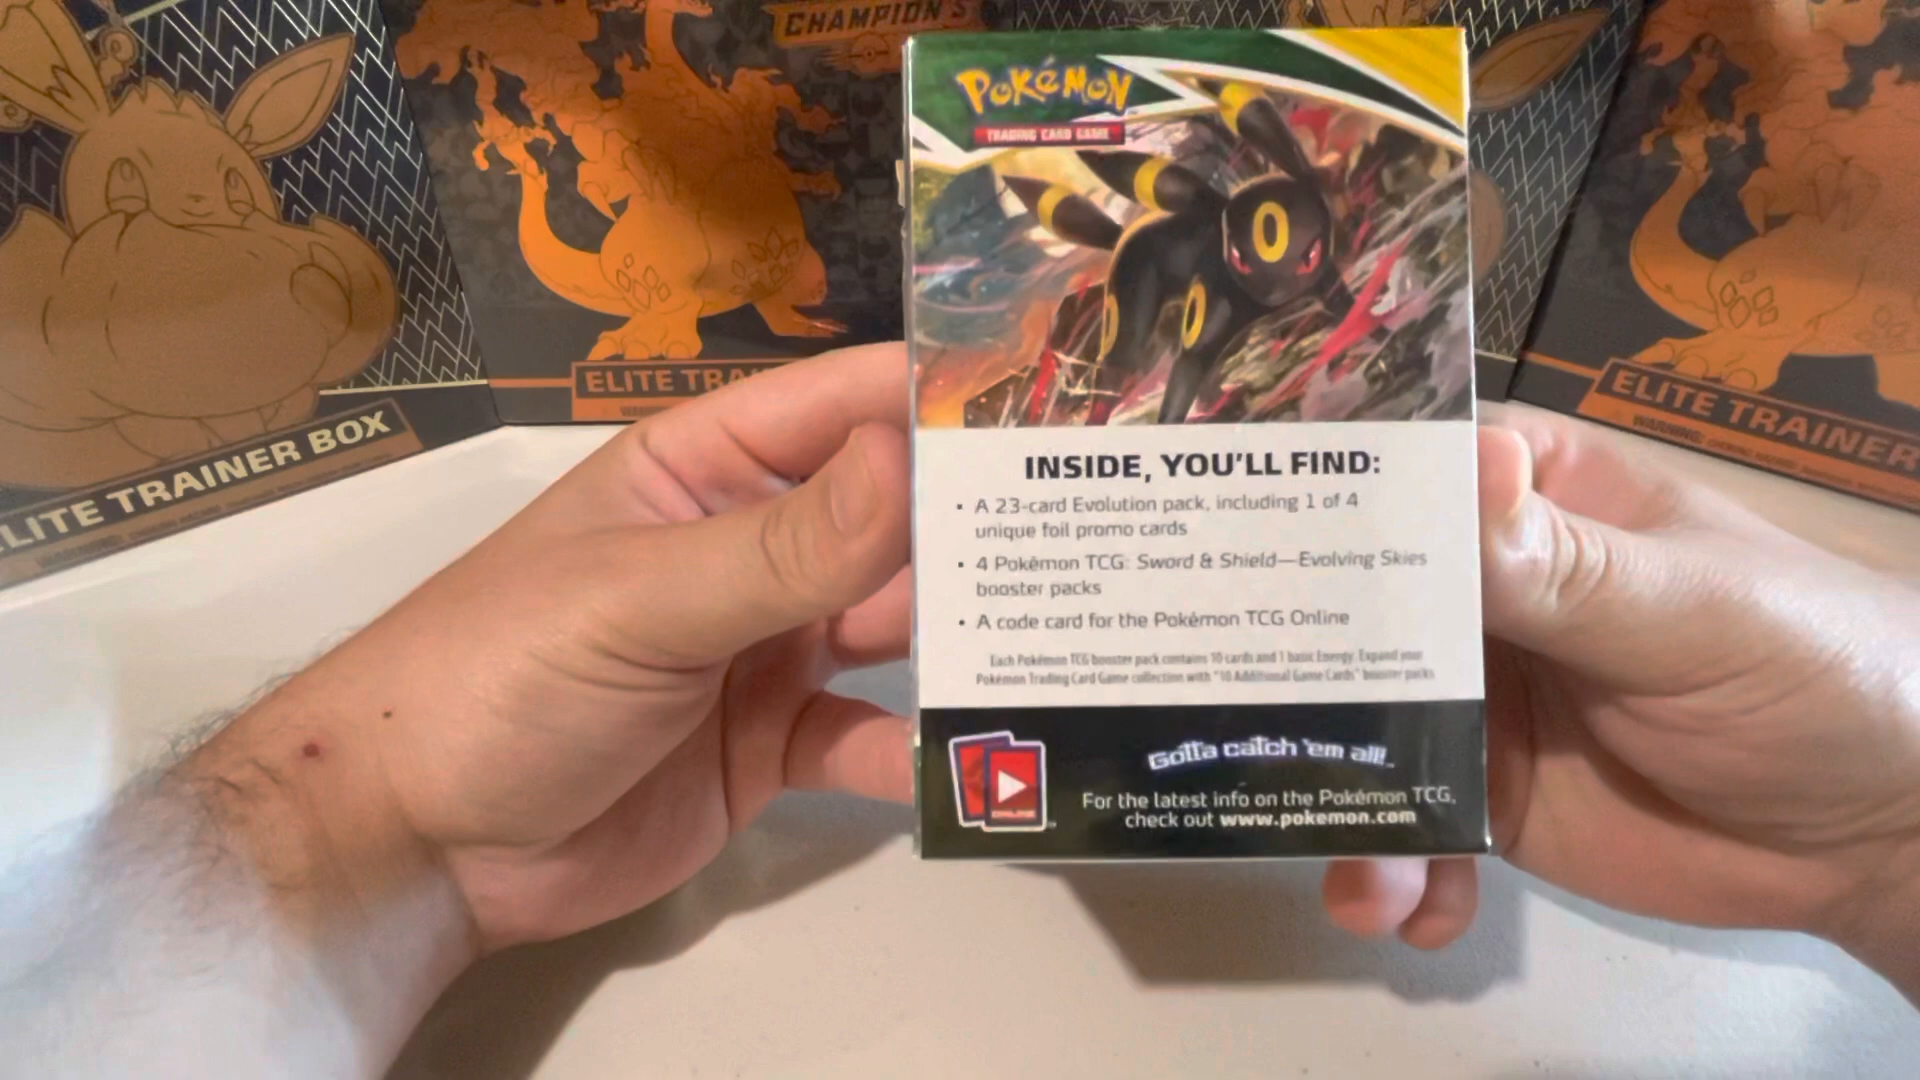 CHAMPION'S
POKéMON
TRADING CARD GAME
ELITE TRAINER BOX
ELITE
ELITE TRAINER
WARNING:
INSIDE, YOU'LL FIND:
• A 23-card Evolution pack, including 1 of 4
unique foil promo cards
• 4 Pokémon TCG: Sword & Shield—Evolving Skies
booster packs
• A code card for the Pokémon TCG Online
Each Pokémon TCG booster pack contains 10 cards and 1 basic Energy. Expand your
Pokémon Trading Card Game collection with "10 Additional Game Cards" booster packs
ONLINE
Gotta catch 'em all!™
For the latest info on the Pokémon TCG,
check out www.pokemon.com